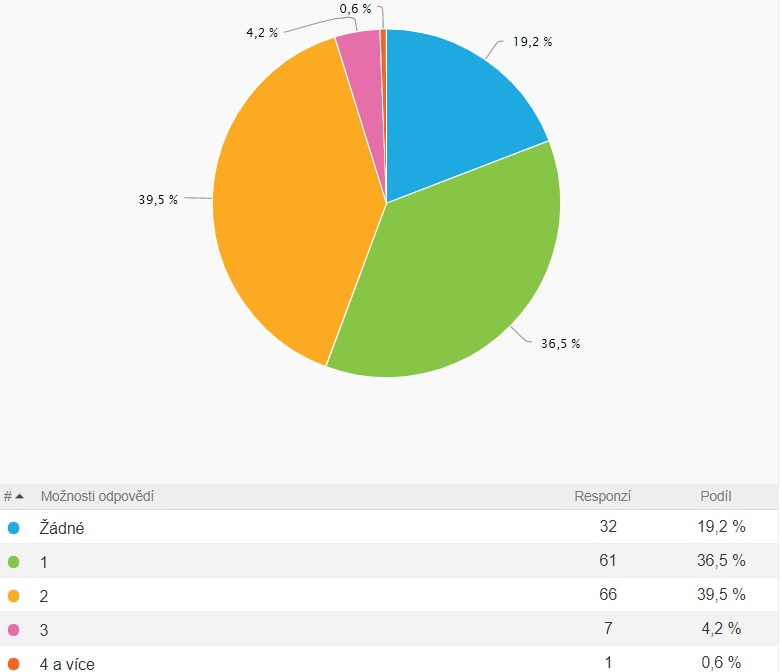 0,6 %
4,2 %
19,2 %
39,5 %
36,5 %
# Možnosti odpovědí Responzí Podíl
Žádné 32 19,2 %
1 61 36,5 %
2 66 39,5 %
3 7 4,2 %
4 a více 1 0,6 %